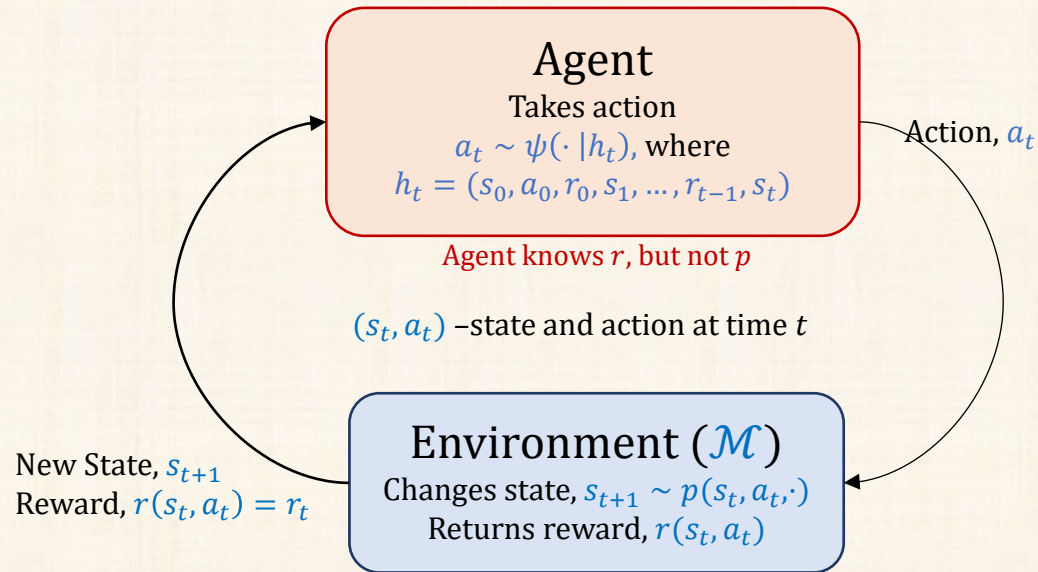 Agent
Takes action
a_t ~ ψ(· |h_t), where
h_t = (s_0, a_0, r_0, s_1, …, r_{t−1}, s_t)
Action, a_t
Agent knows r, but not p
(s_t, a_t) –state and action at time t
Environment (ℳ)
Changes state, s_{t+1} ~ p(s_t, a_t,·)
Returns reward, r(s_t, a_t)
New State, s_{t+1}
Reward, r(s_t, a_t) = r_t